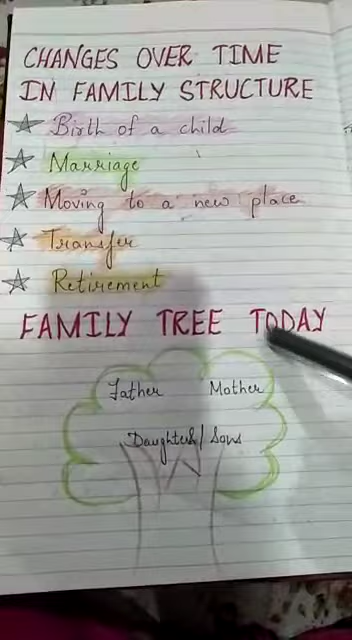 CHANGES OVER TIME
IN FAMILY STRUCTURE
Birth of a child
Marriage
Moving to a new place
Transfer
Retirement
FAMILY TREE TODAY
Father Mother
Daughters/Sons